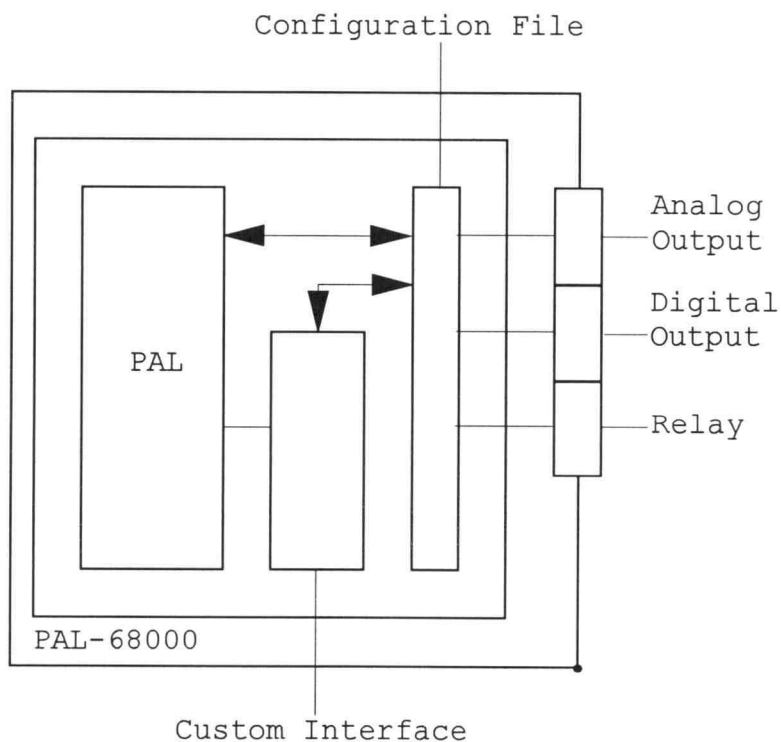 Configuration File
Analog
Output
Digital
Output
PAL
Relay
PAL-68000
Custom Interface